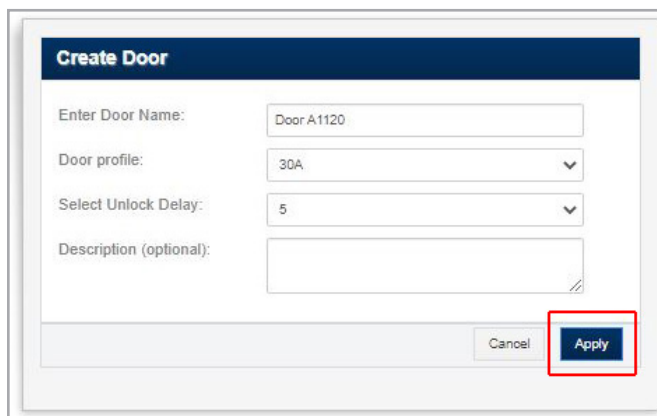 Create Door
Enter Door Name: Door A1120
Door profile: 30A
Select Unlock Delay: 5
Description (optional):
Cancel Apply